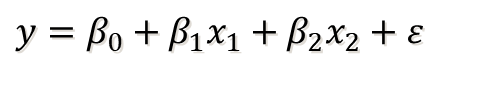 y = β₀ + β₁x₁ + β₂x₂ + ε